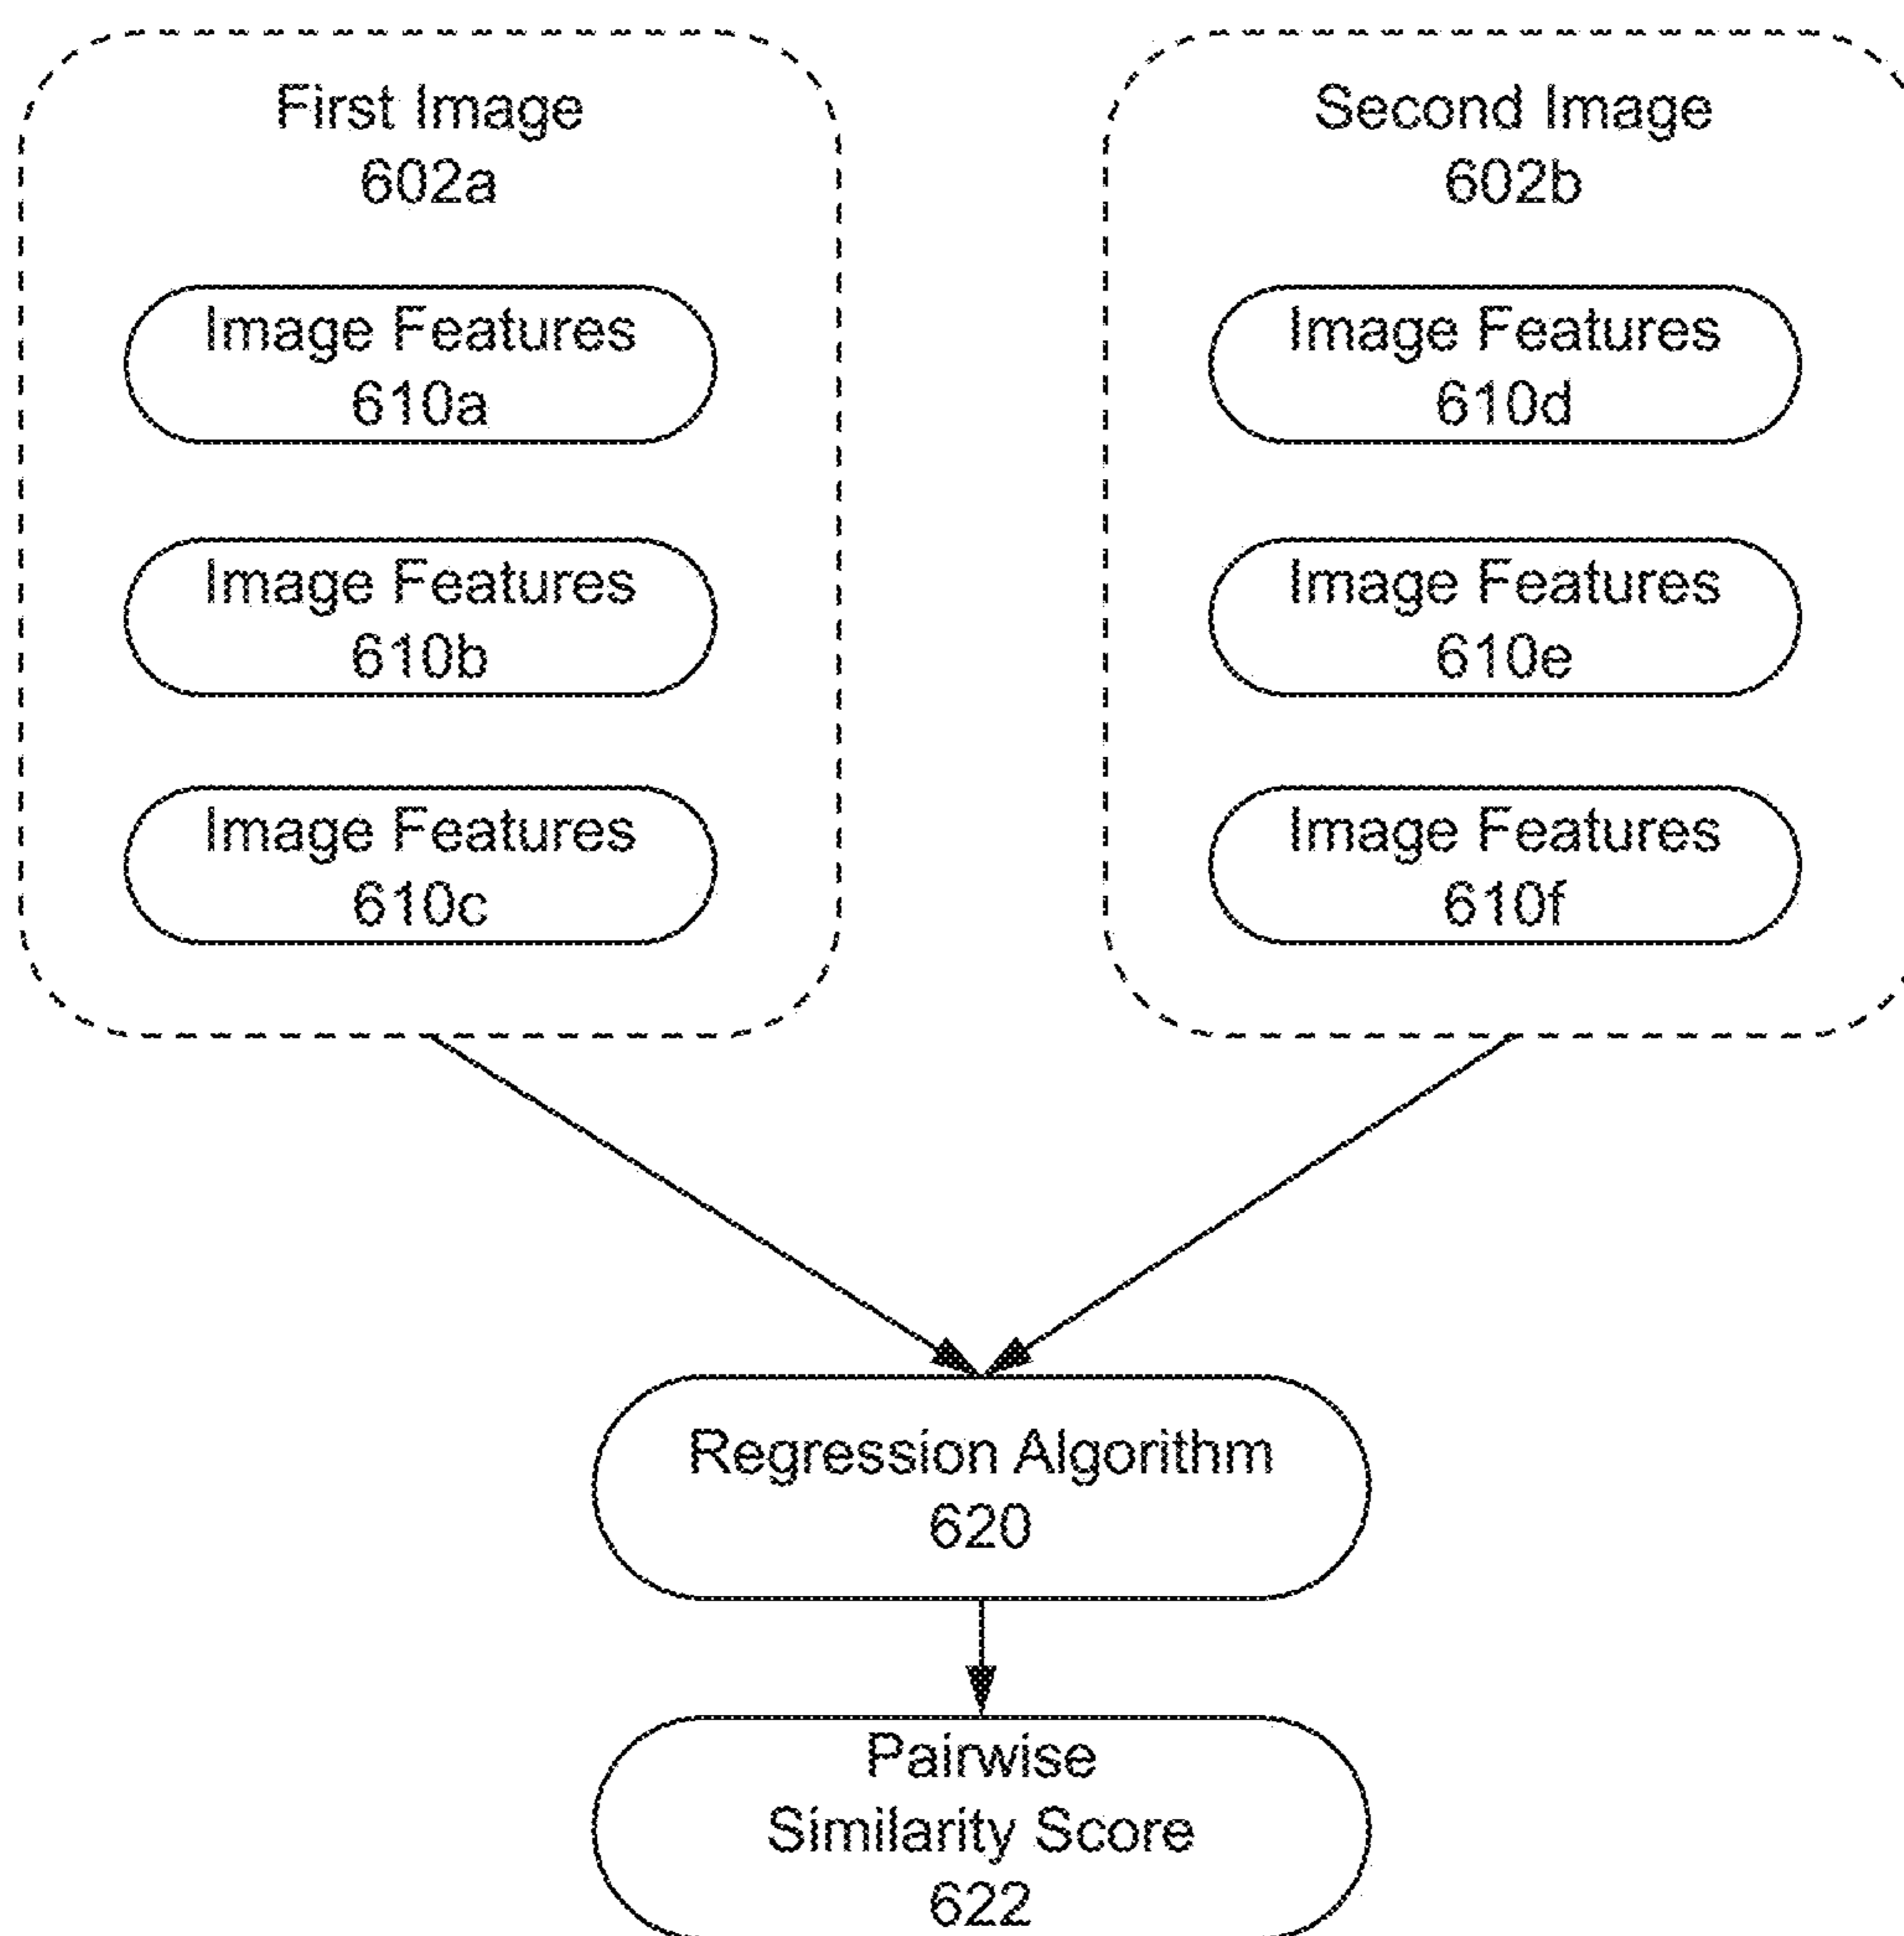 First Image
602a
Image Features
610a
Image Features
610b
Image Features
610c
Second Image
602b
Image Features
610d
Image Features
610e
Image Features
610f
Regression Algorithm
620
Pairwise
Similarity Score
622